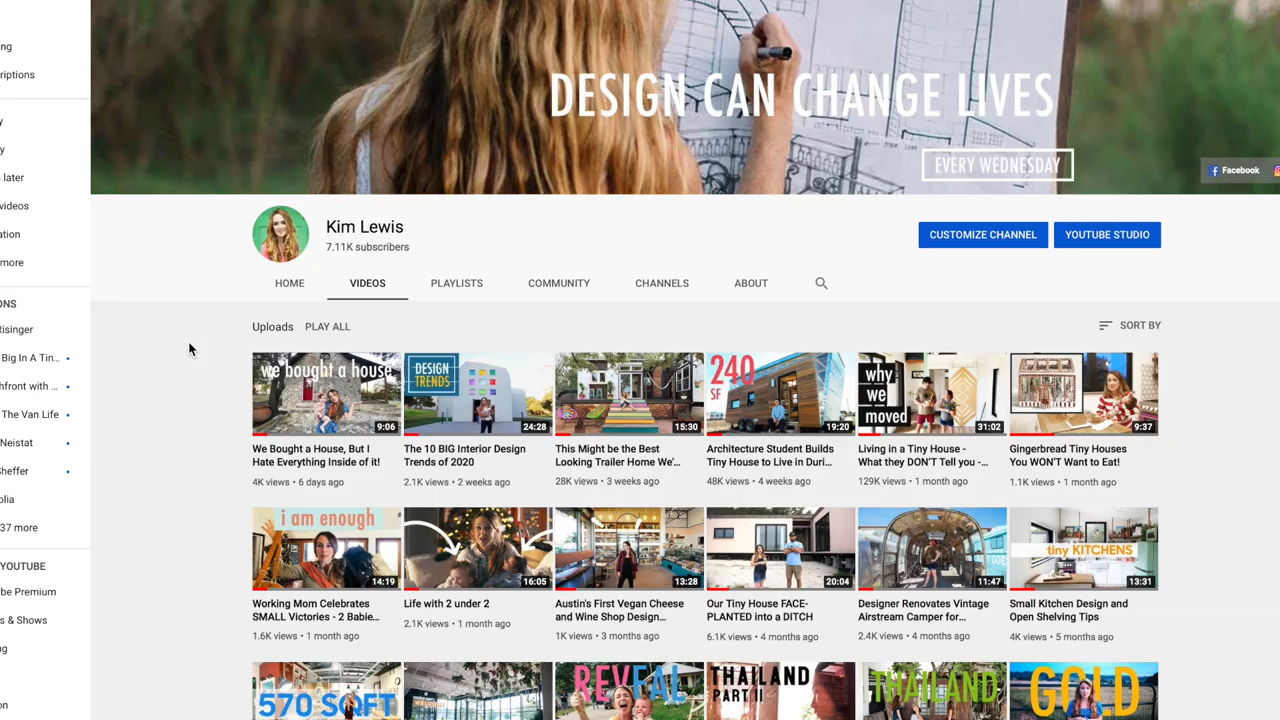 DESIGN CAN CHANGE LIVES
EVERY WEDNESDAY
Facebook
ng
riptions
y
y
later
videos
ation
more
ONS
Risinger
Big In A Tin...
hfront with ...
The Van Life
Neistat
Sheffer
olia
37 more
YOUTUBE
be Premium
s & Shows
ng
on
Kim Lewis
7.11K subscribers
CUSTOMIZE CHANNEL
YOUTUBE STUDIO
HOME VIDEOS PLAYLISTS COMMUNITY CHANNELS ABOUT
Uploads PLAY ALL
SORT BY
we bought a house
9:06
We Bought a House, But I
Hate Everything Inside of it!
4K views • 6 days ago
DESIGN
TRENDS
24:28
The 10 BIG Interior Design
Trends of 2020
2.1K views • 2 weeks ago
15:30
This Might be the Best
Looking Trailer Home We'...
28K views • 3 weeks ago
240
SF
19:20
Architecture Student Builds
Tiny House to Live in Duri...
48K views • 4 weeks ago
why
we
moved
31:02
Living in a Tiny House -
What they DON'T Tell you -...
129K views • 1 month ago
9:37
Gingerbread Tiny Houses
You WON'T Want to Eat!
1.1K views • 1 month ago
i am enough
14:19
Working Mom Celebrates
SMALL Victories - 2 Babie...
1.6K views • 1 month ago
16:05
Life with 2 under 2
2.1K views • 1 month ago
13:28
Austin's First Vegan Cheese
and Wine Shop Design...
1K views • 3 months ago
20:04
Our Tiny House FACE-
PLANTED into a DITCH
6.1K views • 4 months ago
11:47
Designer Renovates Vintage
Airstream Camper for...
2.4K views • 4 months ago
tiny KITCHENS
13:31
Small Kitchen Design and
Open Shelving Tips
4K views • 5 months ago
570 SQFT
WELCOME
REVEAL
THAILAND
PART II
THAILAND
GOLD